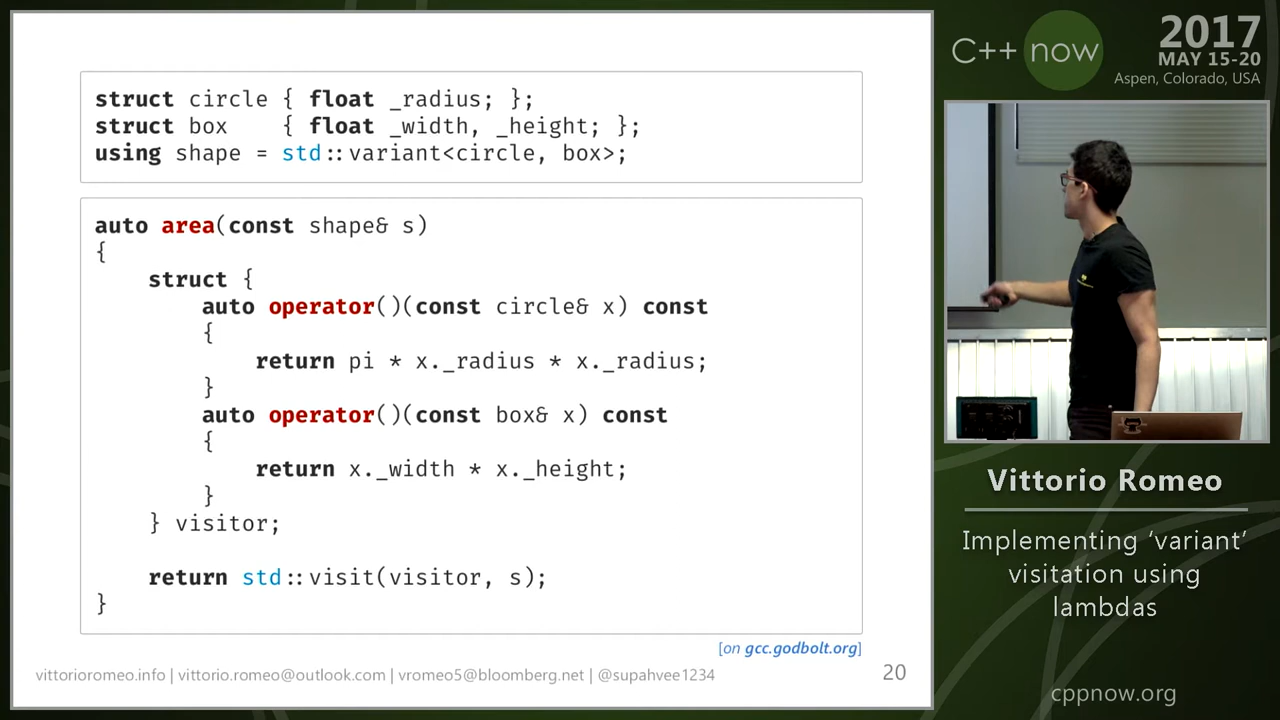 struct circle { float _radius; };
struct box    { float _width, _height; };
using shape = std::variant<circle, box>;
auto area(const shape& s)
{
    struct {
        auto operator()(const circle& x) const
        {
            return pi * x._radius * x._radius;
        }
        auto operator()(const box& x) const
        {
            return x._width * x._height;
        }
    } visitor;
    return std::visit(visitor, s);
}
[on gcc.godbolt.org]
vittorioromeo.info | vittorio.romeo@outlook.com | vromeo5@bloomberg.net | @supahvee1234
20
C++ now
2017
MAY 15-20
Aspen, Colorado, USA
Vittorio Romeo
Implementing ‘variant’
visitation using
lambdas
cppnow.org